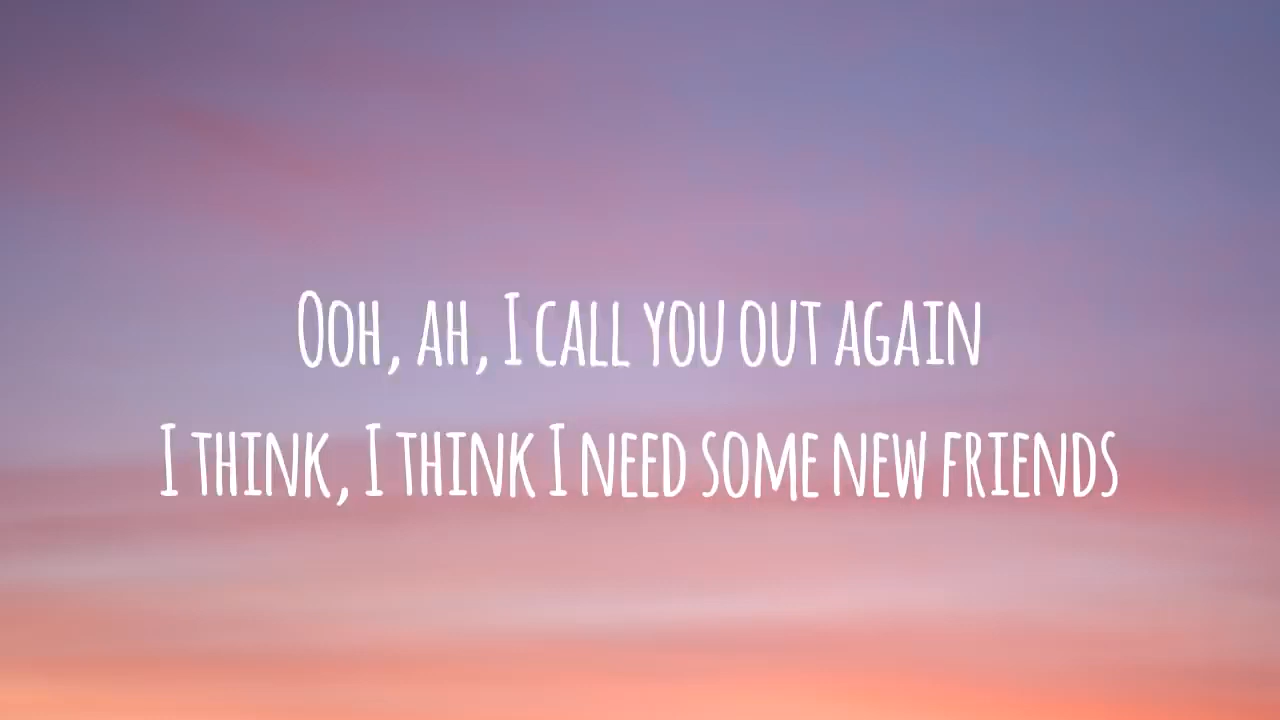 Ooh, ah, I call you out again
I think, I think I need some new friends